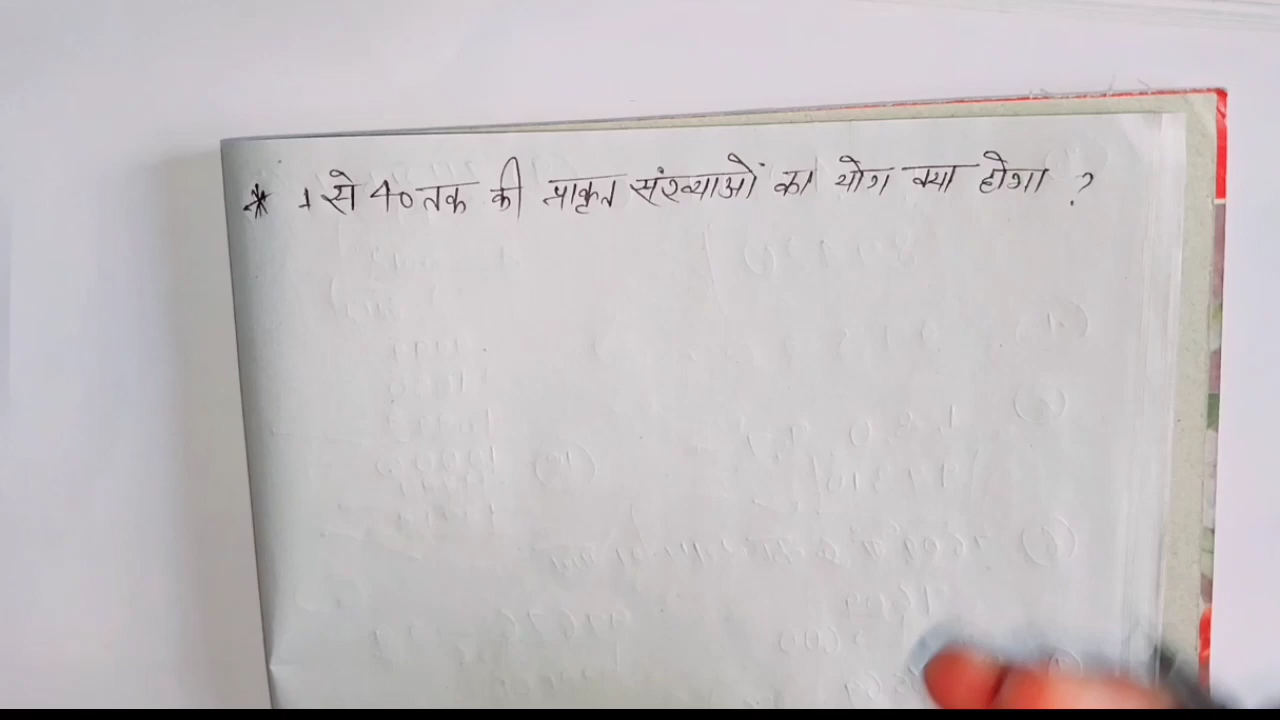 * 1 से 40 तक की प्राकृत संख्याओं का योग क्या होगा ?